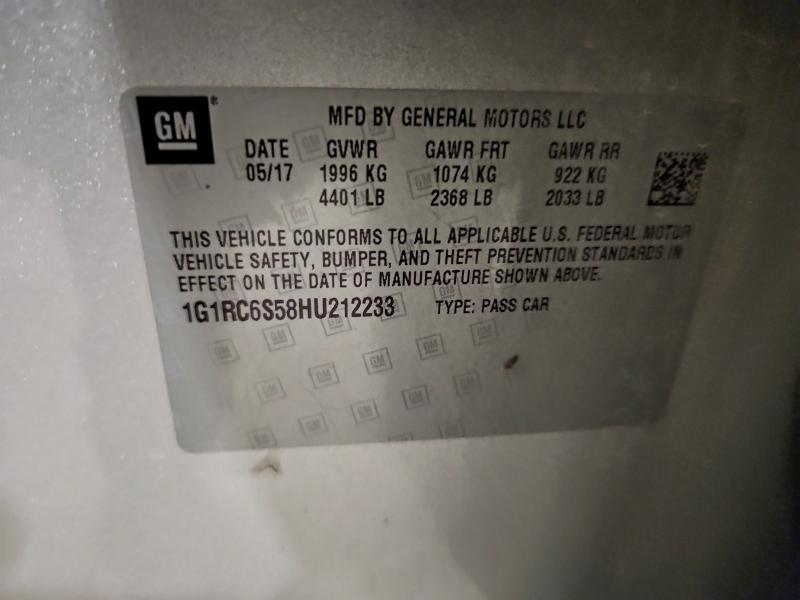 GM
MFD BY GENERAL MOTORS LLC
DATE GVWR GAWR FRT GAWR RR
05/17 1996 KG 1074 KG 922 KG
4401 LB 2368 LB 2033 LB
THIS VEHICLE CONFORMS TO ALL APPLICABLE U.S. FEDERAL MOTOR
VEHICLE SAFETY, BUMPER, AND THEFT PREVENTION STANDARDS IN
EFFECT ON THE DATE OF MANUFACTURE SHOWN ABOVE.
1G1RC6S58HU212233 TYPE: PASS CAR